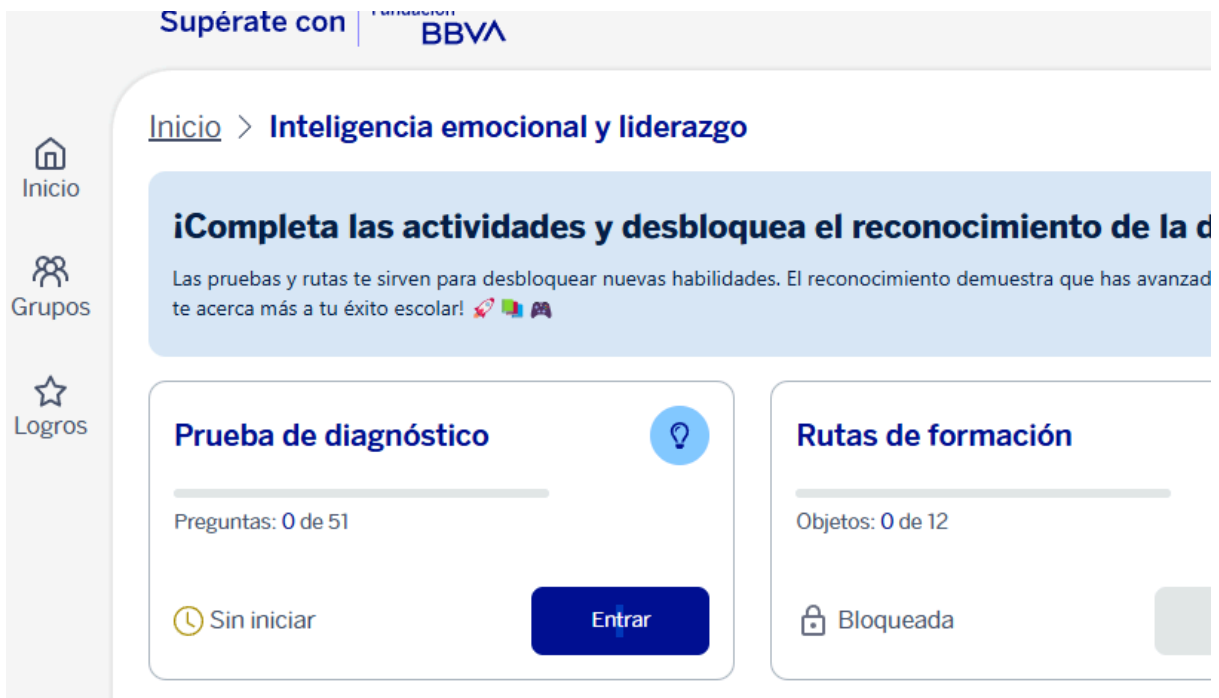 Supérate con
Fundación
BBVA
Inicio > Inteligencia emocional y liderazgo
Inicio
¡Completa las actividades y desbloquea el reconocimiento de la d
Las pruebas y rutas te sirven para desbloquear nuevas habilidades. El reconocimiento demuestra que has avanzad
te acerca más a tu éxito escolar! 🚀 📚 🎮
Grupos
Logros
Prueba de diagnóstico
Preguntas: 0 de 51
Sin iniciar
Entrar
Rutas de formación
Objetos: 0 de 12
Bloqueada